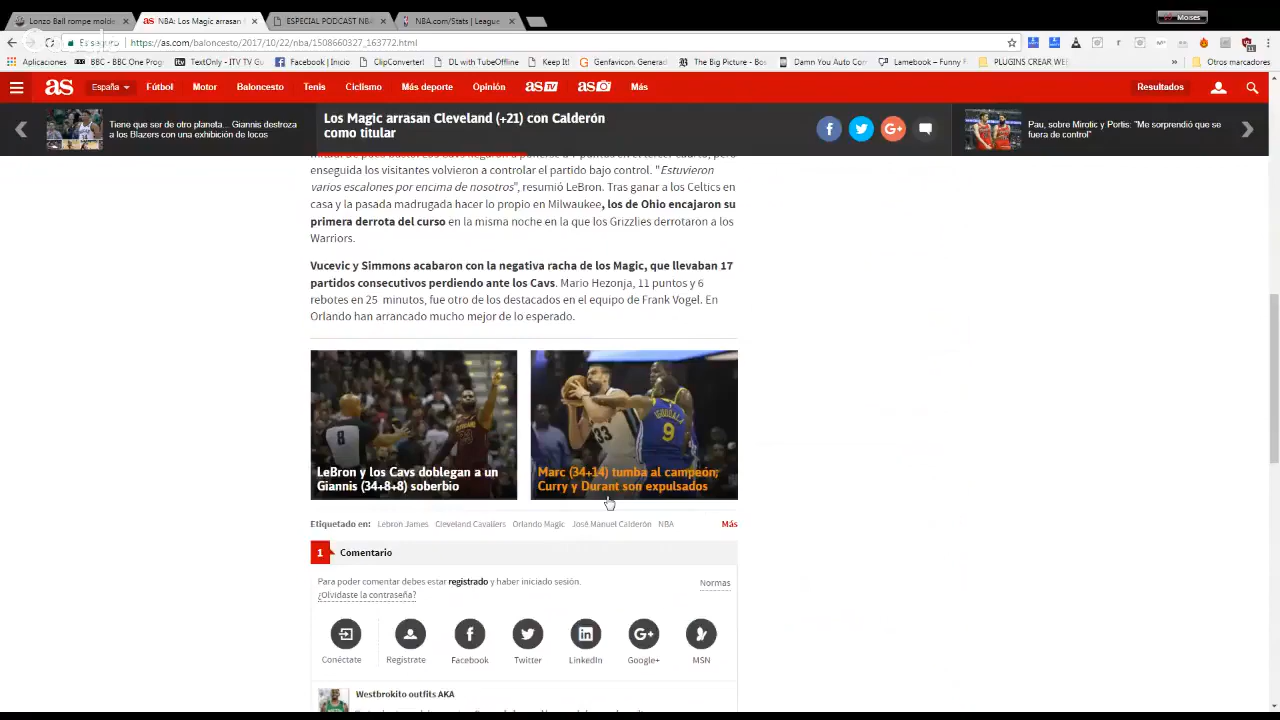 Lonzo Ball rompe molde
NBA: Los Magic arrasan
ESPECIAL PODCAST NBA
NBA.com/Stats | League
Moises
Es seguro
https://as.com/baloncesto/2017/10/22/nba/1508660327_163772.html
Aplicaciones
BBC - BBC One Prog
TextOnly - ITV TV Gu
Facebook | Inicio
ClipConverter!
DL with TubeOffline
Keep It!
Genfavicon. Generad
The Big Picture - Bos
Damn You Auto Corr
Lamebook – Funny F
PLUGINS CREAR WEB
Otros marcadores
as
España
Fútbol
Motor
Baloncesto
Tenis
Ciclismo
Más deporte
Opinión
as TV
as
Más
Resultados
Tiene que ser de otro planeta... Giannis destroza
a los Blazers con una exhibición de locos
Los Magic arrasan Cleveland (+21) con Calderón
como titular
Pau, sobre Mirotic y Portis: "Me sorprendió que se
fuera de control"
enseguida los visitantes volvieron a controlar el partido bajo control. "Estuvieron
varios escalones por encima de nosotros", resumió LeBron. Tras ganar a los Celtics en
casa y la pasada madrugada hacer lo propio en Milwaukee, los de Ohio encajaron su
primera derrota del curso en la misma noche en la que los Grizzlies derrotaron a los
Warriors.
Vucevic y Simmons acabaron con la negativa racha de los Magic, que llevaban 17
partidos consecutivos perdiendo ante los Cavs. Mario Hezonja, 11 puntos y 6
rebotes en 25 minutos, fue otro de los destacados en el equipo de Frank Vogel. En
Orlando han arrancado mucho mejor de lo esperado.
LeBron y los Cavs doblegan a un
Giannis (34+8+8) soberbio
Marc (34+14) tumba al campeón;
Curry y Durant son expulsados
Etiquetado en:
Lebron James
Cleveland Cavaliers
Orlando Magic
José Manuel Calderón
NBA
Más
1
Comentario
Para poder comentar debes estar registrado y haber iniciado sesión.
¿Olvidaste la contraseña?
Normas
Conéctate
Regístrate
Facebook
Twitter
LinkedIn
Google+
MSN
Westbrokito outfits AKA